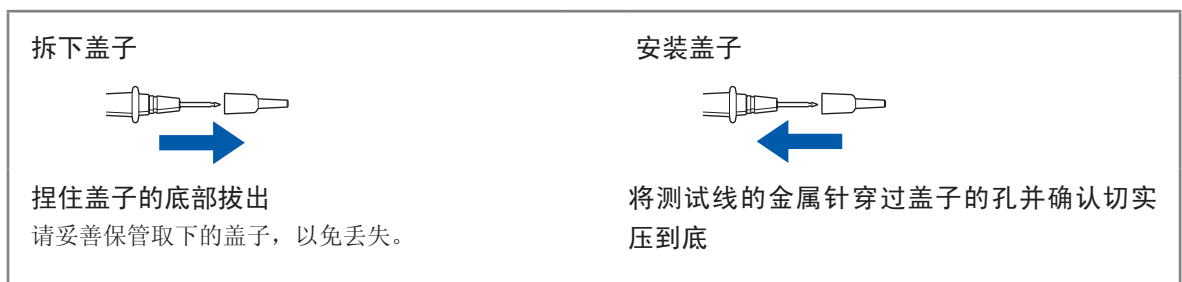 拆下盖子
捏住盖子的底部拔出
请妥善保管取下的盖子，以免丢失。
安装盖子
将测试线的金属针穿过盖子的孔并确认切实
压到底